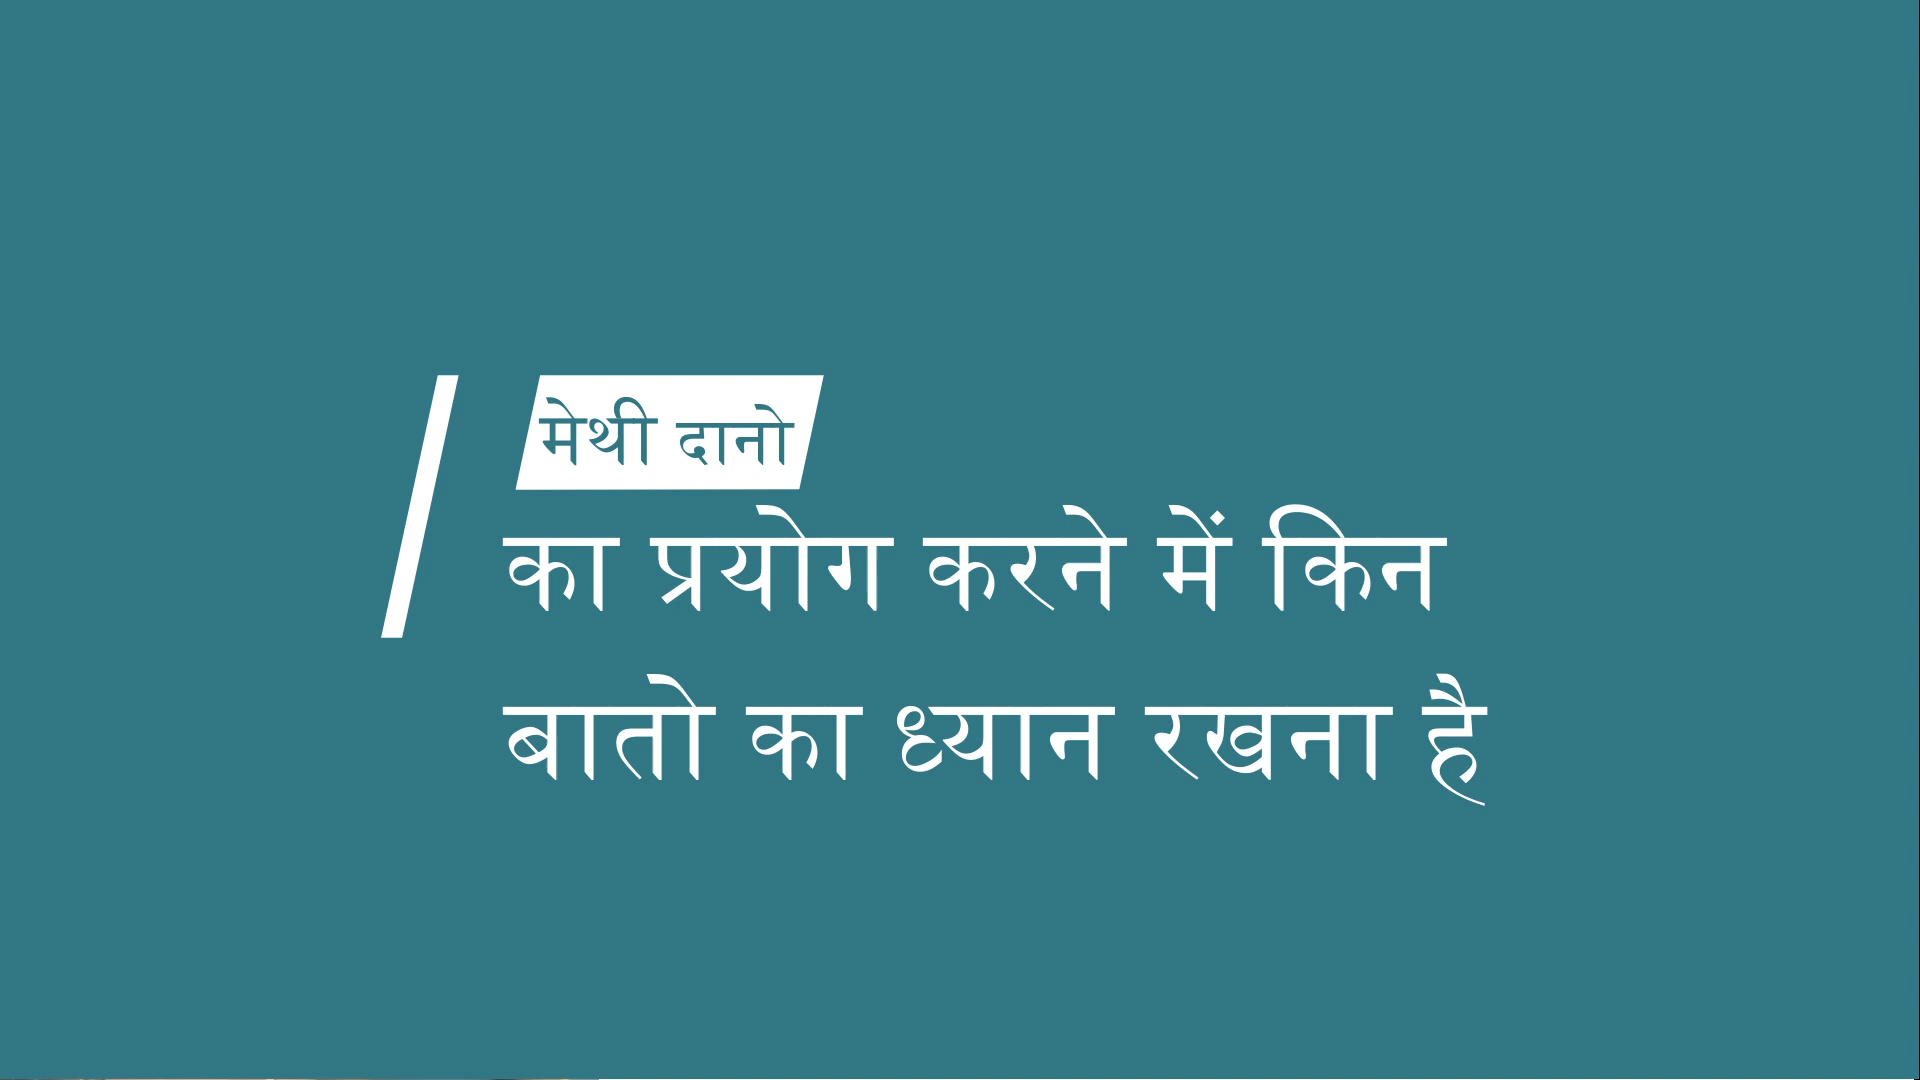 मेथी दानो
का प्रयोग करने में किन
बातो का ध्यान रखना है